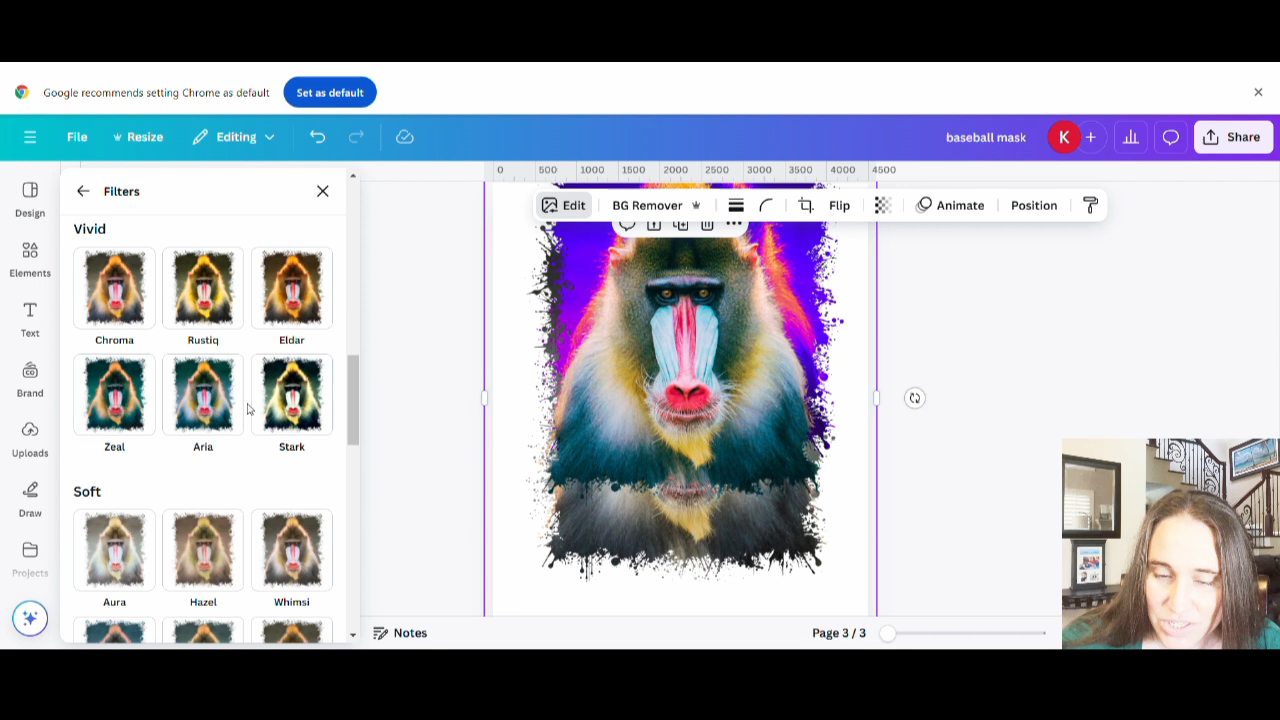 Google recommends setting Chrome as default
Set as default
File
Resize
Editing
baseball mask
K
Share
Design
Elements
Text
Brand
Uploads
Draw
Projects
Filters
Vivid
Chroma
Rustiq
Eldar
Zeal
Aria
Stark
Soft
Aura
Hazel
Whimsi
0 500 1000 1500 2000 2500 3000 3500 4000 4500
Edit
BG Remover
Flip
Animate
Position
Notes
Page 3 / 3